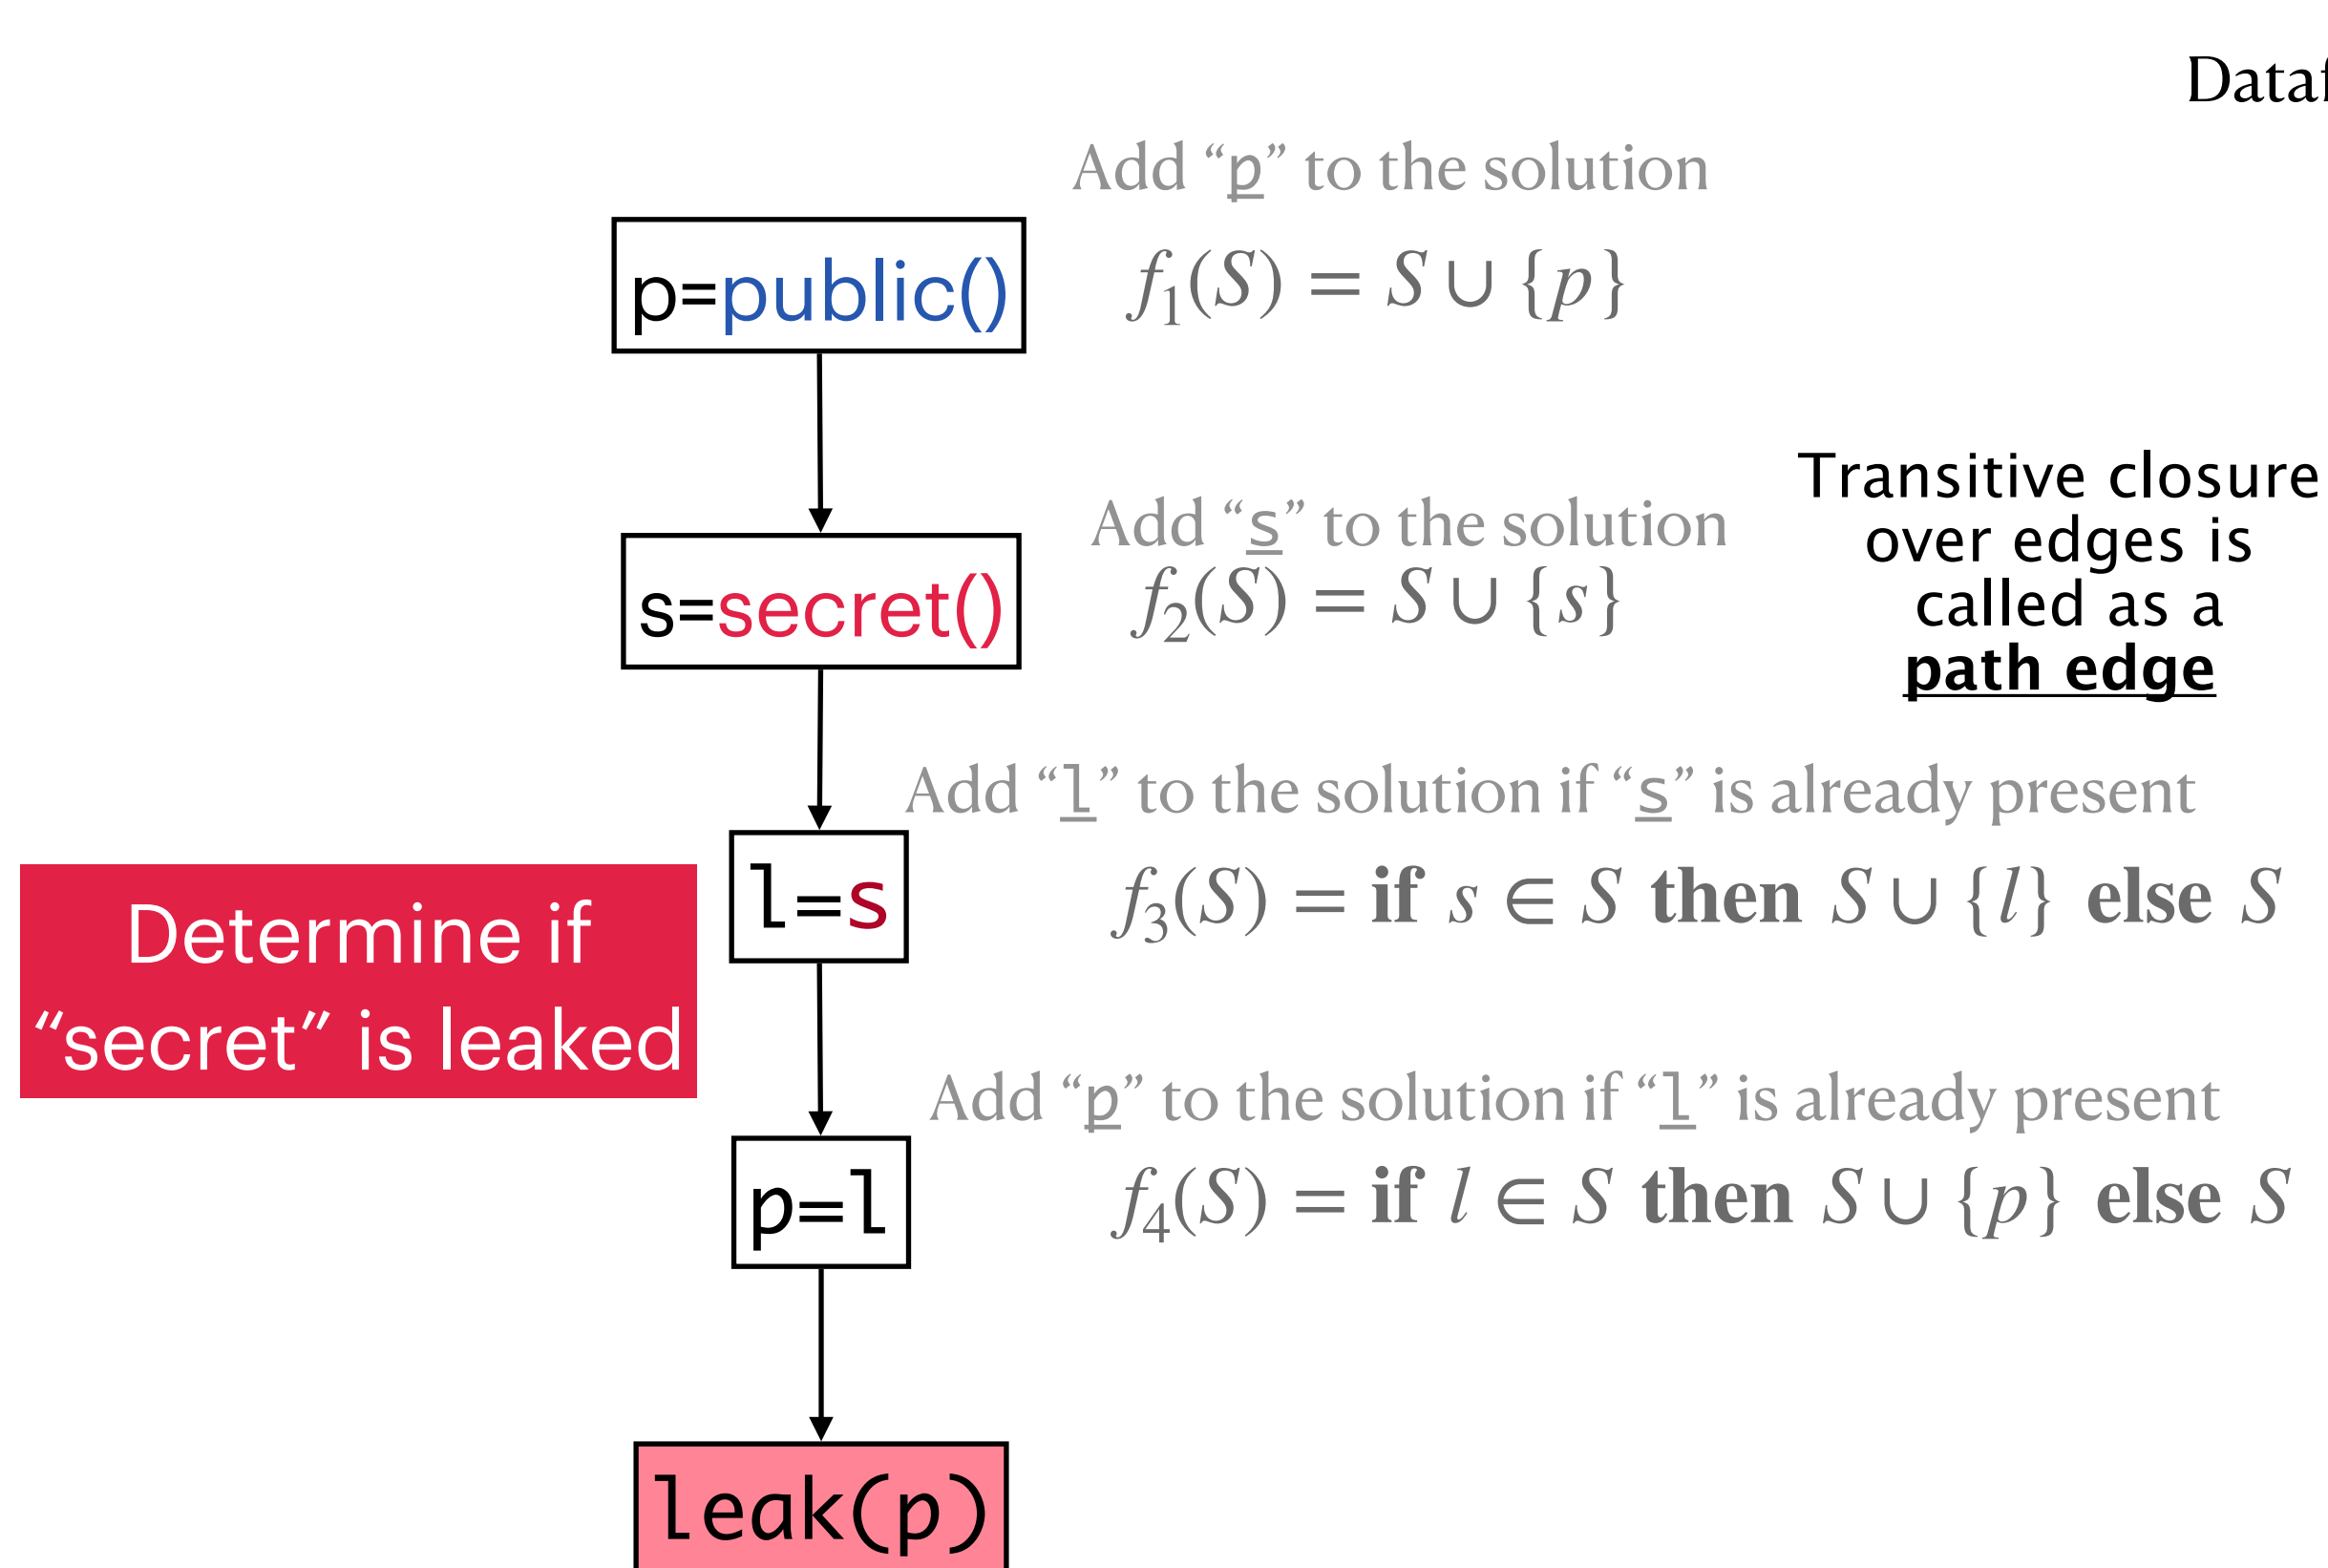 Add “p” to the solution
p=public()
f1(S) = S ∪ {p}
Add “s” to the solution
s=secret()
f2(S) = S ∪ {s}
Transitive closure
over edges is
called as a
path edge
Add “l” to the solution if “s” is already present
l=s
f3(S) = if s ∈ S then S ∪ {l} else S
Determine if
“secret” is leaked
Add “p” to the solution if “l” is already present
p=l
f4(S) = if l ∈ S then S ∪ {p} else S
leak(p)